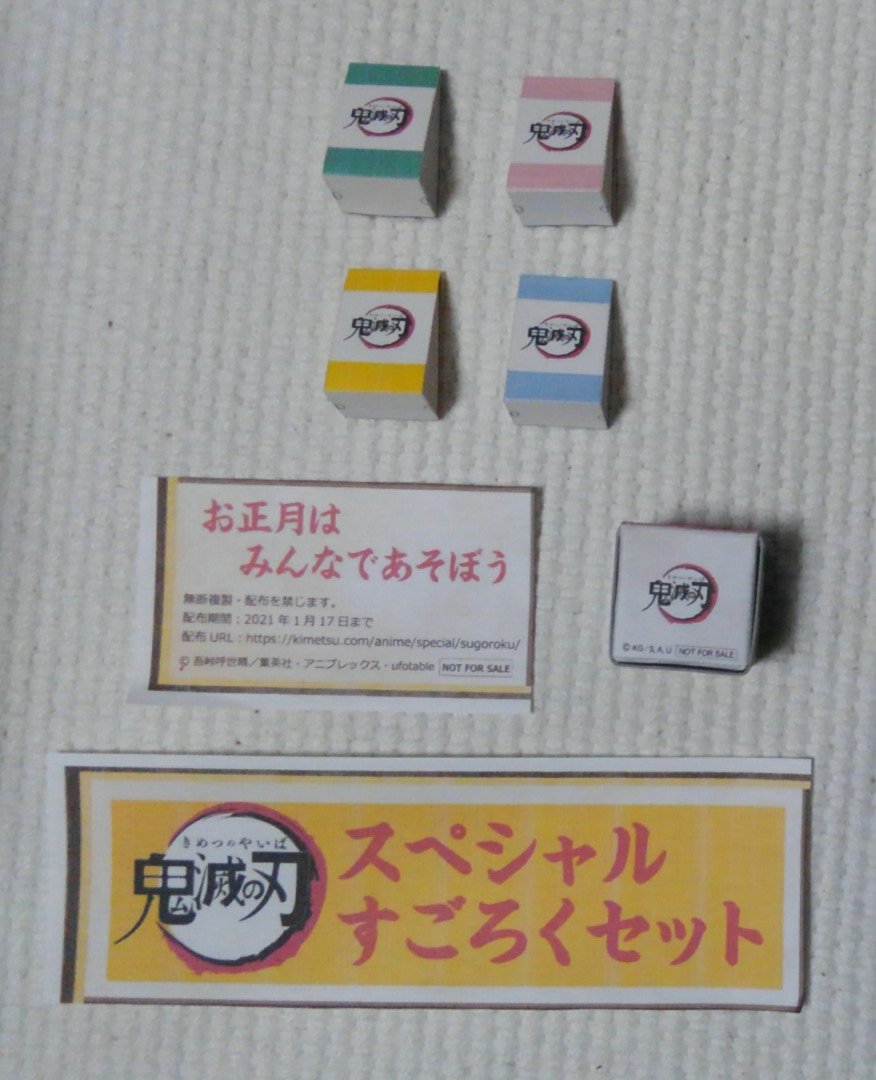 鬼滅の刃
鬼滅の刃
鬼滅の刃
鬼滅の刃
お正月は
みんなであそぼう
無断複製・配布を禁じます。
配布期間：2021年1月17日まで
配布URL：https://kimetsu.com/anime/special/sugoroku/
©吾峠呼世晴／集英社・アニプレックス・ufotable NOT FOR SALE
鬼滅の刃
©KG／S,A,U NOT FOR SALE
きめつのやいば
鬼滅の刃
スペシャル
すごろくセット